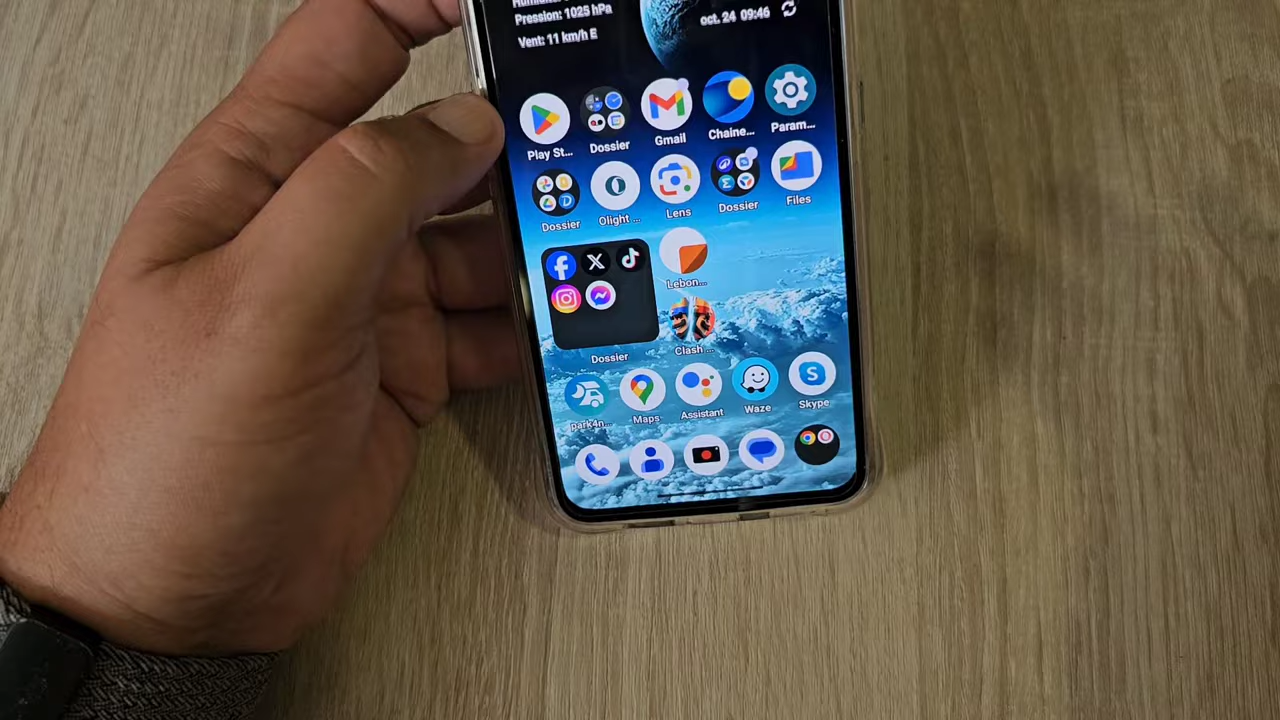 Pression: 1025 hPa
oct. 24 09:46
Vent: 11 km/h E
Play St...
Dossier
Gmail
Chaine...
Param...
Dossier
Olight ...
Lens
Dossier
Files
Lebon...
Dossier
Clash ...
park4n...
Maps
Assistant
Waze
Skype